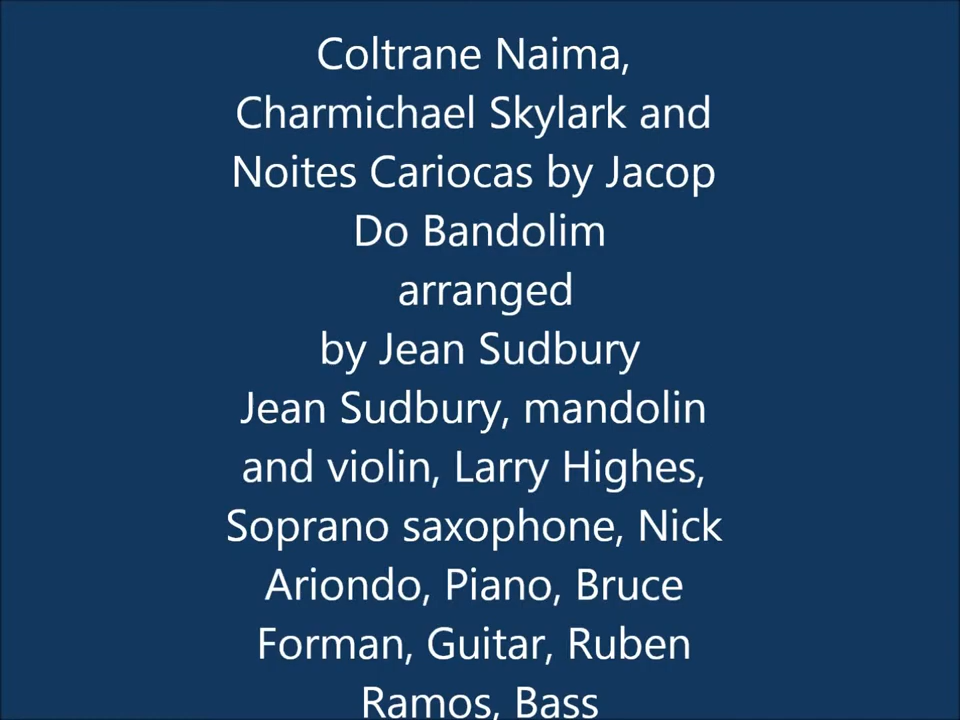 Coltrane Naima,
Charmichael Skylark and
Noites Cariocas by Jacop
Do Bandolim
arranged
by Jean Sudbury
Jean Sudbury, mandolin
and violin, Larry Highes,
Soprano saxophone, Nick
Ariondo, Piano, Bruce
Forman, Guitar, Ruben
Ramos, Bass